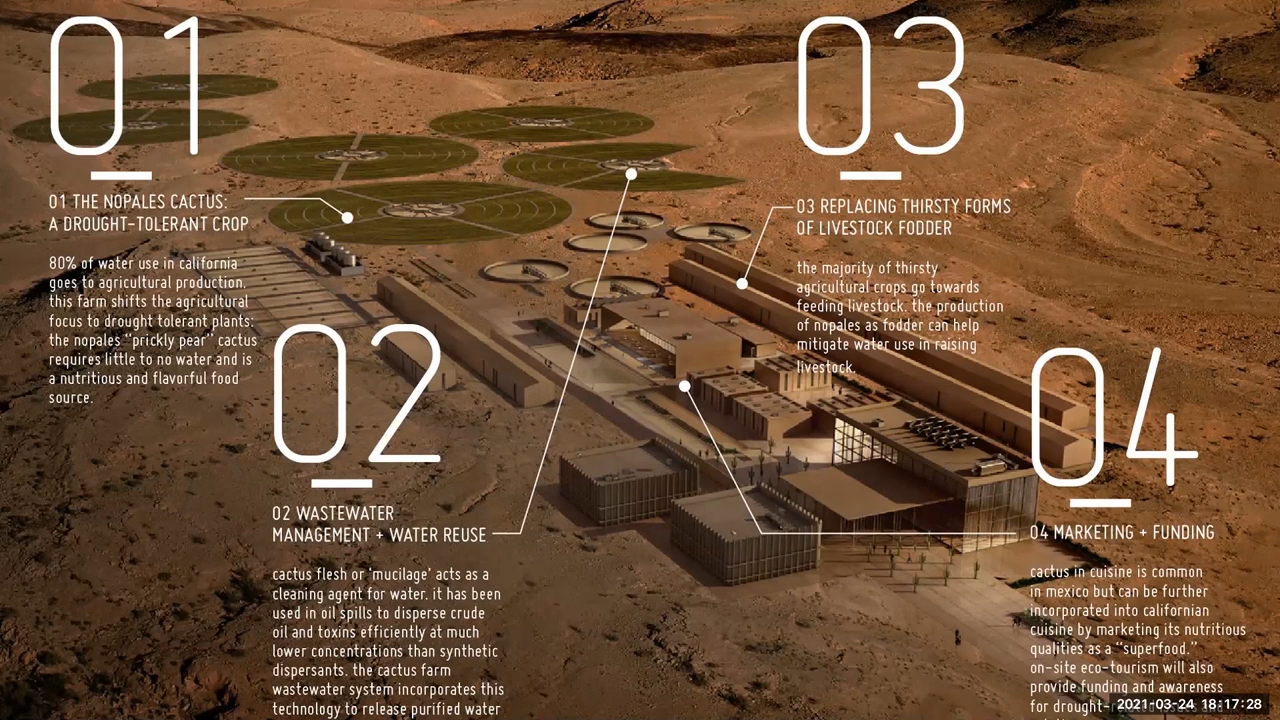 01
01 THE NOPALES CACTUS:
A DROUGHT-TOLERANT CROP
80% of water use in california
goes to agricultural production.
this farm shifts the agricultural
focus to drought tolerant plants:
the nopales "prickly pear" cactus
requires little to no water and is
a nutritious and flavorful food
source.
02
02 WASTEWATER
MANAGEMENT + WATER REUSE
cactus flesh or 'mucilage' acts as a
cleaning agent for water. it has been
used in oil spills to disperse crude
oil and toxins efficiently at much
lower concentrations than synthetic
dispersants. the cactus farm
wastewater system incorporates this
technology to release purified water
03
03 REPLACING THIRSTY FORMS
OF LIVESTOCK FODDER
the majority of thirsty
agricultural crops go towards
feeding livestock. the production
of nopales as fodder can help
mitigate water use in raising
livestock.
04
04 MARKETING + FUNDING
cactus in cuisine is common
in mexico but can be further
incorporated into californian
cuisine by marketing its nutritious
qualities as a "superfood."
on-site eco-tourism will also
provide funding and awareness
for drought-
2021-03-24 18:17:28